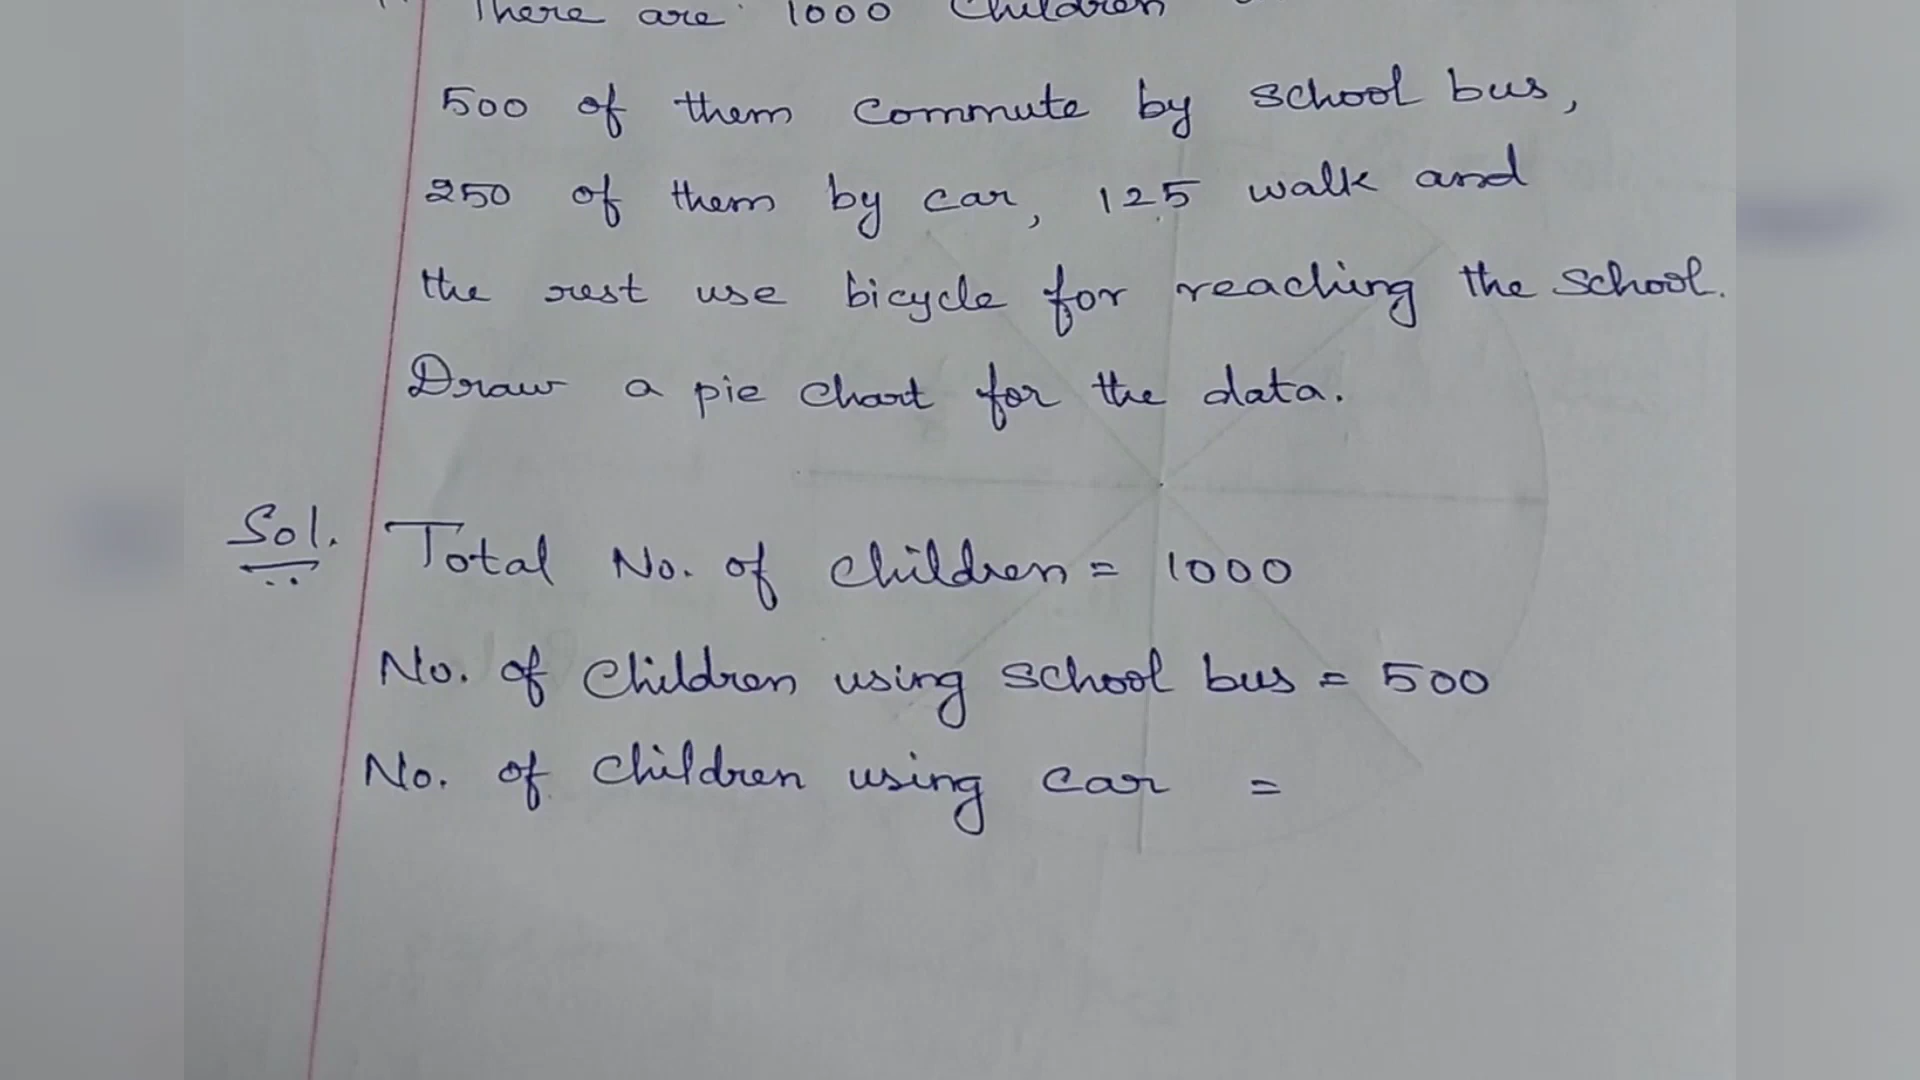 There are 1000 Children
500 of them commute by school bus,
250 of them by car, 125 walk and
the rest use bicycle for reaching the school.
Draw a pie chart for the data.
Sol. Total No. of children = 1000
No. of children using school bus = 500
No. of children using car =